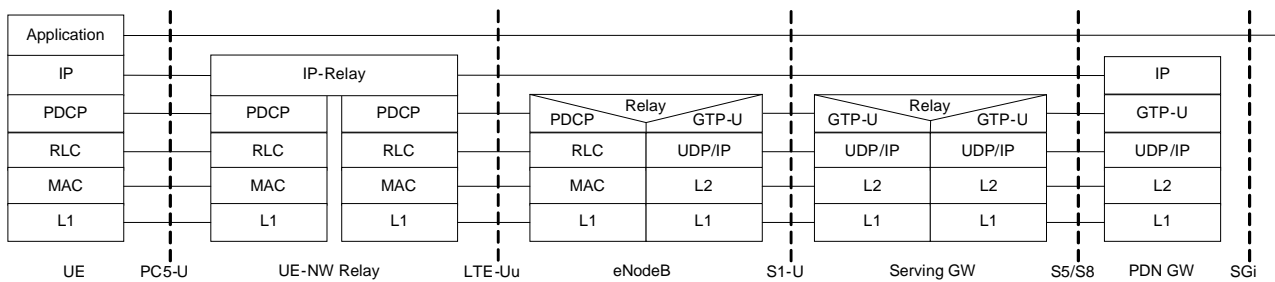 Application
IP IP-Relay IP
PDCP PDCP PDCP Relay Relay GTP-U
PDCP GTP-U GTP-U GTP-U
RLC RLC RLC RLC UDP/IP UDP/IP UDP/IP UDP/IP
MAC MAC MAC MAC L2 L2 L2 L2
L1 L1 L1 L1 L1 L1 L1 L1
UE PC5-U UE-NW Relay LTE-Uu eNodeB S1-U Serving GW S5/S8 PDN GW SGi